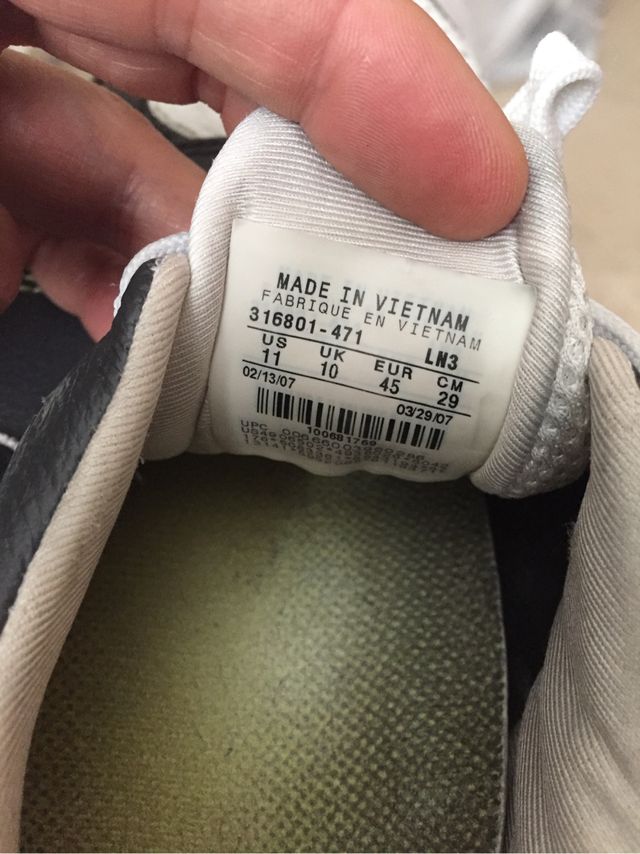 MADE IN VIETNAM
FABRIQUE EN VIETNAM
316801-471 LN3
US UK EUR CM
11 10 45 29
02/13/07 03/29/07
100681769
UPC